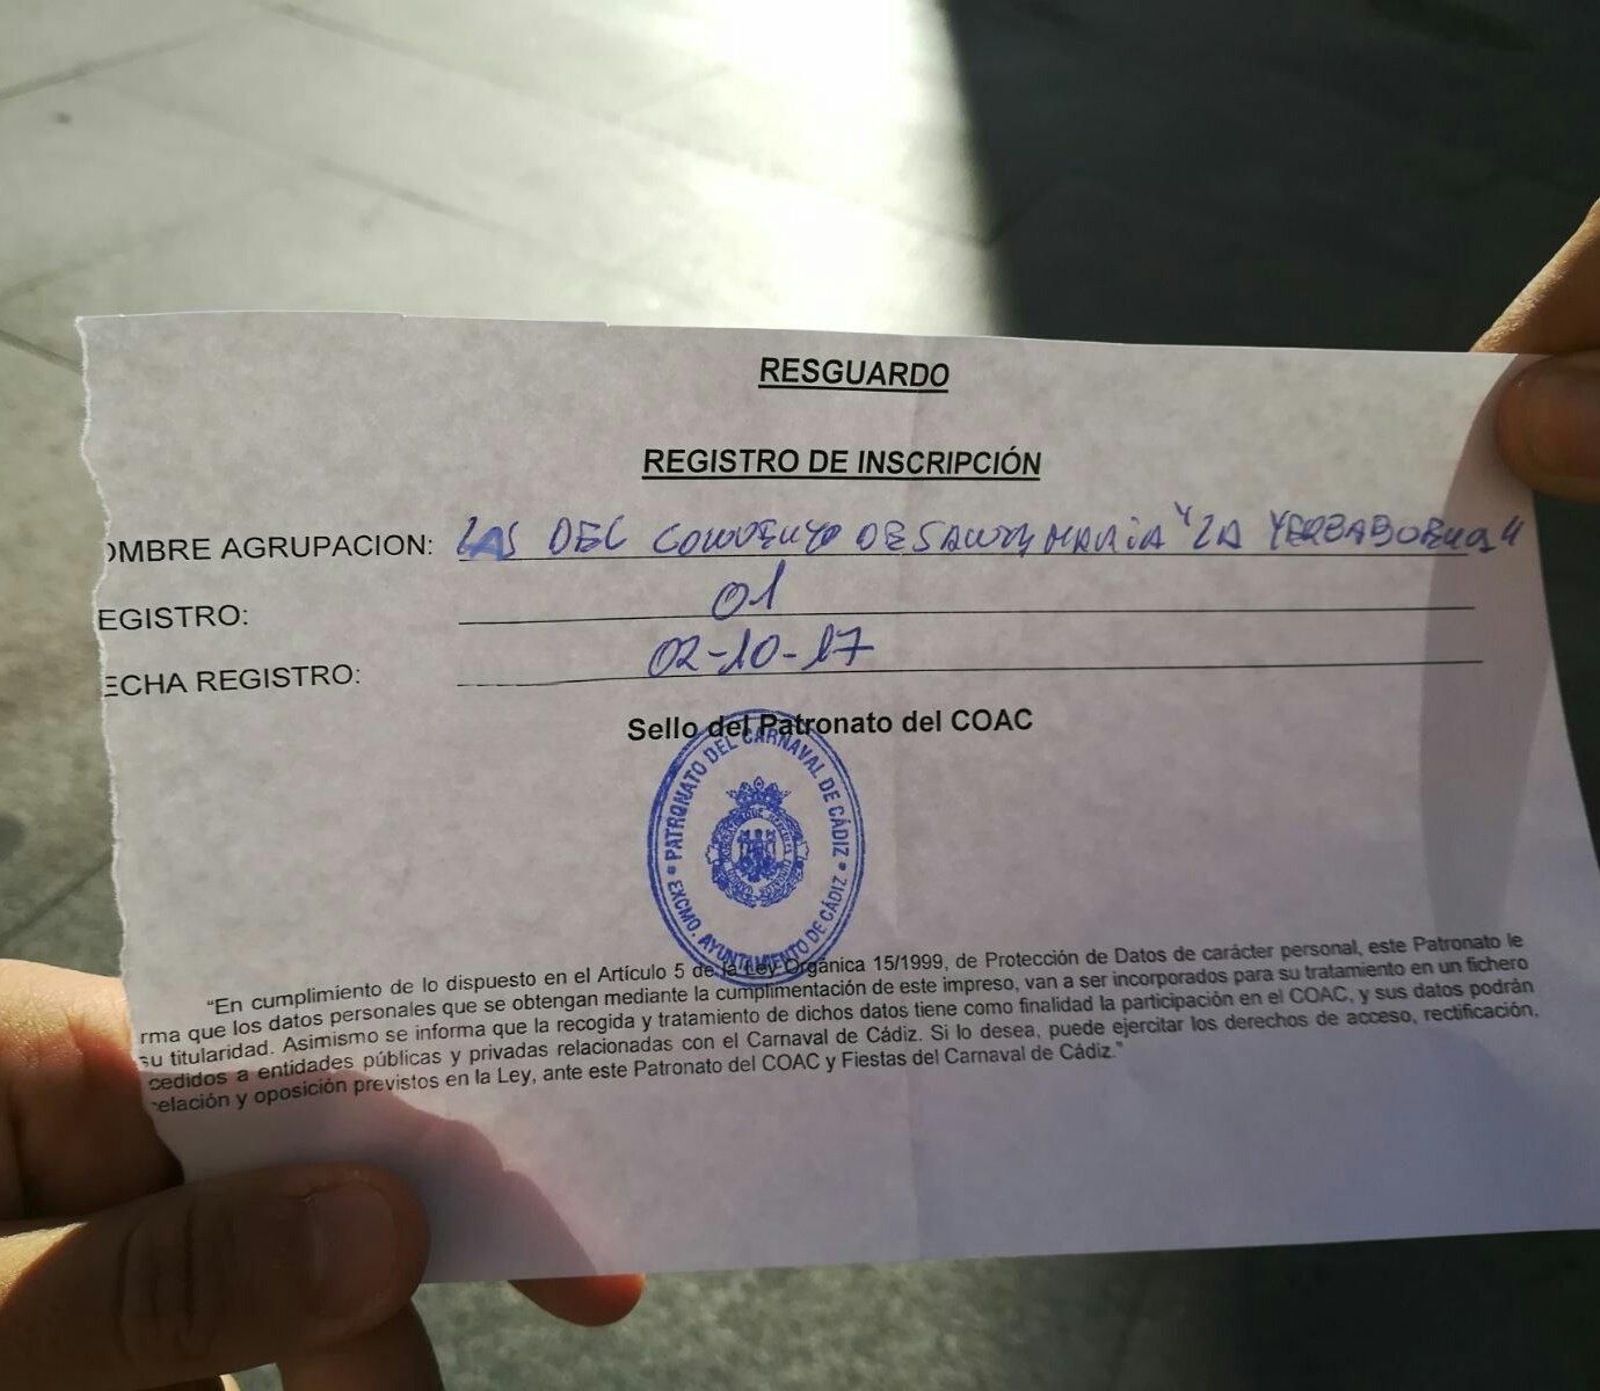 RESGUARDO
REGISTRO DE INSCRIPCIÓN
OMBRE AGRUPACION: LAS DEL CONVENTO DE SANTA MARIA "LA YERBABUENA"
EGISTRO: 01
ECHA REGISTRO: 02-10-17
Sello del Patronato del COAC
PATRONATO DEL CARNAVAL DE CÁDIZ
EXCMO. AYUNTAMIENTO DE CÁDIZ
"En cumplimiento de lo dispuesto en el Artículo 5 de la Ley Orgánica 15/1999, de Protección de Datos de carácter personal, este Patronato le
rma que los datos personales que se obtengan mediante la cumplimentación de este impreso, van a ser incorporados para su tratamiento en un fichero
su titularidad. Asimismo se informa que la recogida y tratamiento de dichos datos tiene como finalidad la participación en el COAC, y sus datos podrán
cedidos a entidades públicas y privadas relacionadas con el Carnaval de Cádiz. Si lo desea, puede ejercitar los derechos de acceso, rectificación,
elación y oposición previstos en la Ley, ante este Patronato del COAC y Fiestas del Carnaval de Cádiz."